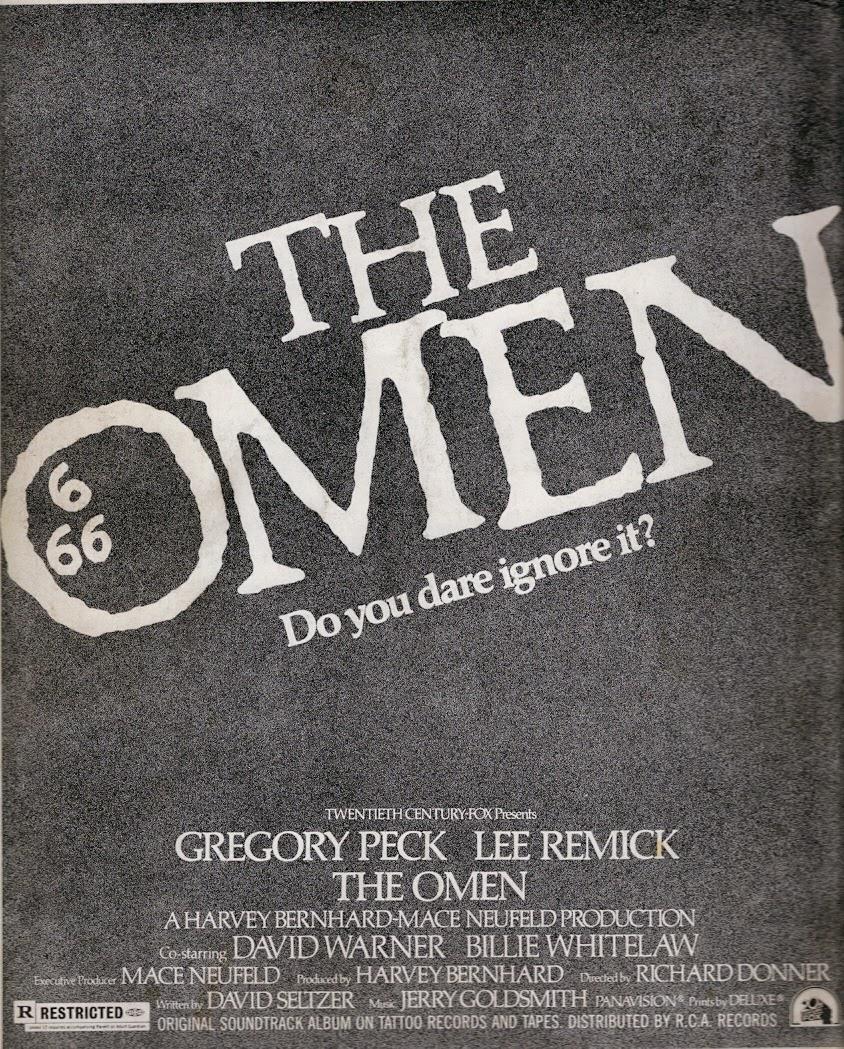 THE
OMEN
6
66
Do you dare ignore it?
TWENTIETH CENTURY-FOX Presents
GREGORY PECK LEE REMICK
THE OMEN
A HARVEY BERNHARD-MACE NEUFELD PRODUCTION
Co-starring DAVID WARNER BILLIE WHITELAW
Executive Producer MACE NEUFELD Produced by HARVEY BERNHARD Directed by RICHARD DONNER
Written by DAVID SELTZER Music JERRY GOLDSMITH PANAVISION® Prints by DELUXE®
R RESTRICTED
ORIGINAL SOUNDTRACK ALBUM ON TATTOO RECORDS AND TAPES. DISTRIBUTED BY R.C.A. RECORDS